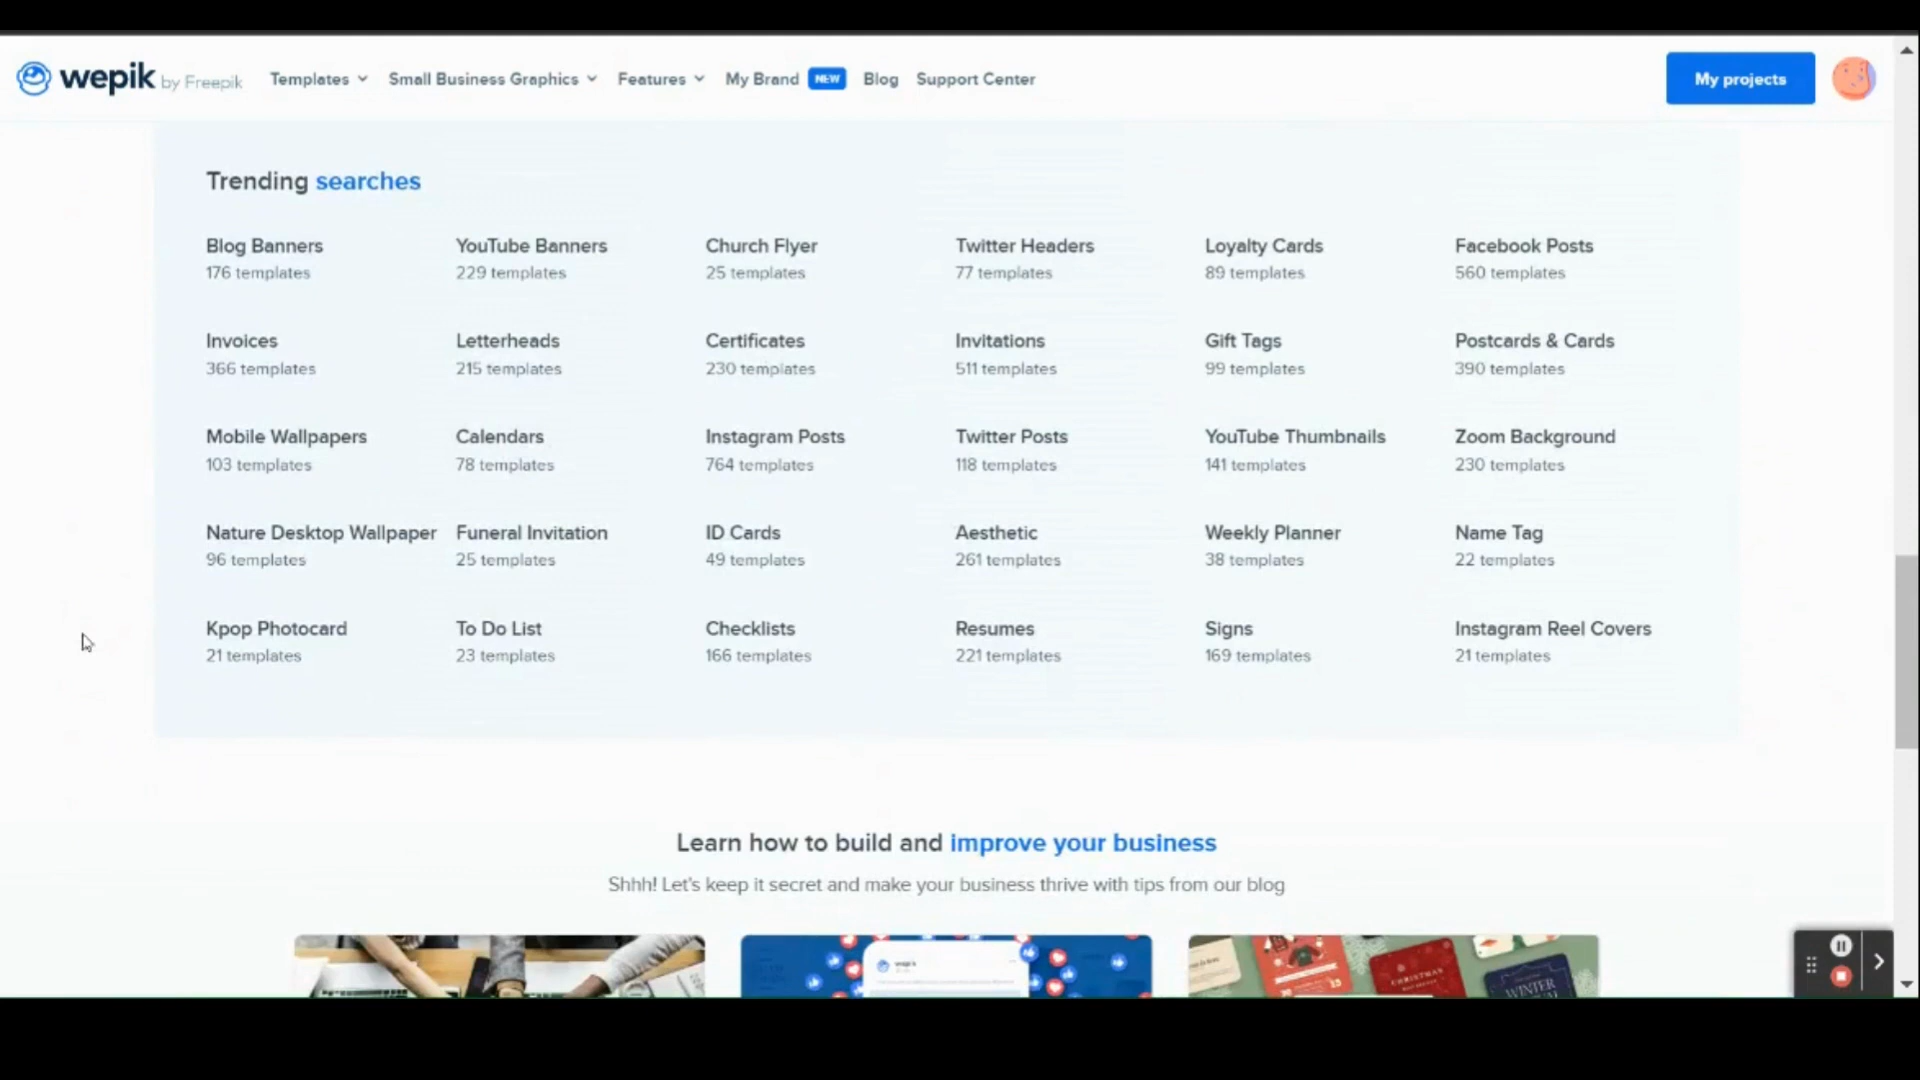 wepik by Freepik Templates Small Business Graphics Features My Brand NEW Blog Support Center My projects
Trending searches
Blog Banners YouTube Banners Church Flyer Twitter Headers Loyalty Cards Facebook Posts
176 templates 229 templates 25 templates 77 templates 89 templates 560 templates
Invoices Letterheads Certificates Invitations Gift Tags Postcards & Cards
366 templates 215 templates 230 templates 511 templates 99 templates 390 templates
Mobile Wallpapers Calendars Instagram Posts Twitter Posts YouTube Thumbnails Zoom Background
103 templates 78 templates 764 templates 118 templates 141 templates 230 templates
Nature Desktop Wallpaper Funeral Invitation ID Cards Aesthetic Weekly Planner Name Tag
96 templates 25 templates 49 templates 261 templates 38 templates 22 templates
Kpop Photocard To Do List Checklists Resumes Signs Instagram Reel Covers
21 templates 23 templates 166 templates 221 templates 169 templates 21 templates
Learn how to build and improve your business
Shhh! Let's keep it secret and make your business thrive with tips from our blog
wepik
CHRISTMAS
WINTER